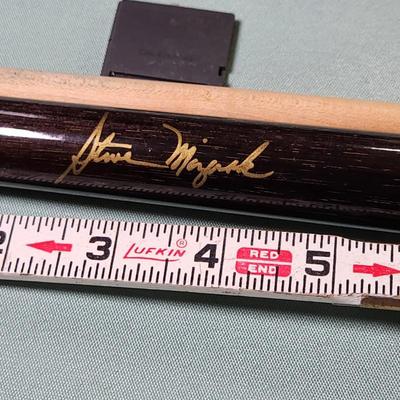 Steve Mizerak
2 3 LUFKIN® 4 RED END 5